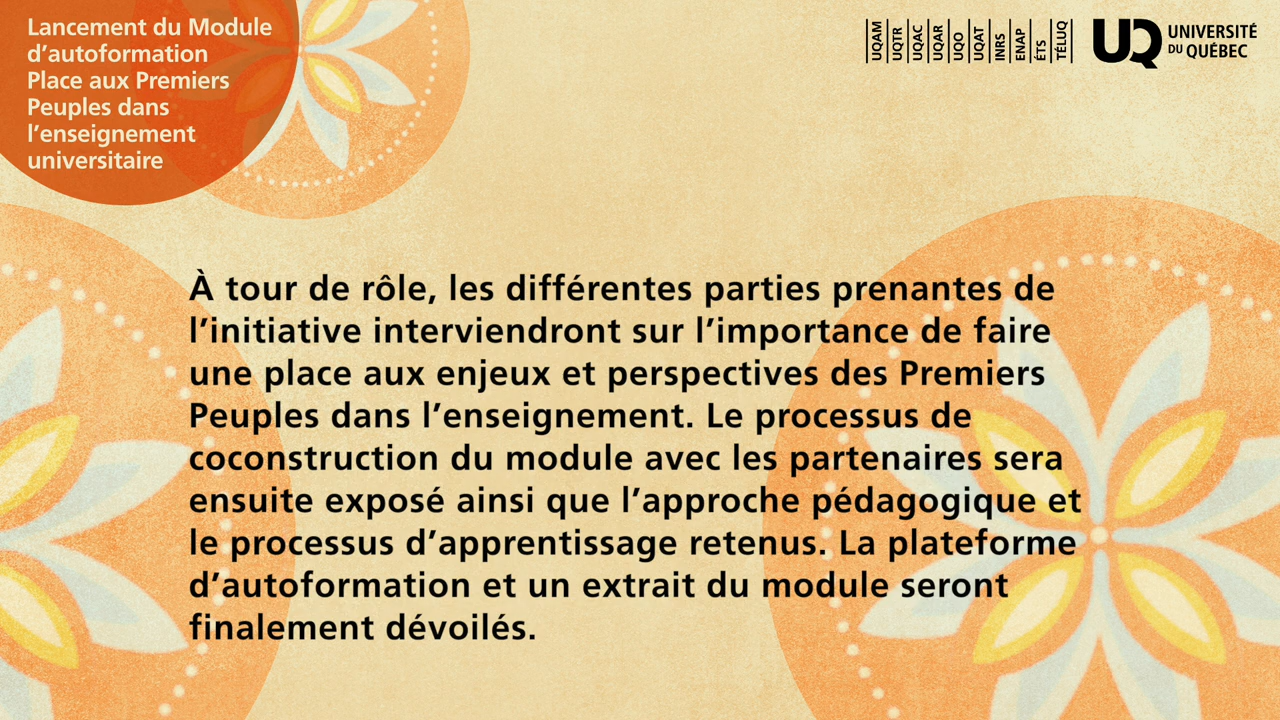 Lancement du Module
d’autoformation
Place aux Premiers
Peuples dans
l’enseignement
universitaire
UQAM
UQTR
UQAC
UQAR
UQO
UQAT
INRS
ENAP
ÉTS
TÉLUQ
UQ
UNIVERSITÉ
DU QUÉBEC
À tour de rôle, les différentes parties prenantes de
l’initiative interviendront sur l’importance de faire
une place aux enjeux et perspectives des Premiers
Peuples dans l’enseignement. Le processus de
coconstruction du module avec les partenaires sera
ensuite exposé ainsi que l’approche pédagogique et
le processus d’apprentissage retenus. La plateforme
d’autoformation et un extrait du module seront
finalement dévoilés.